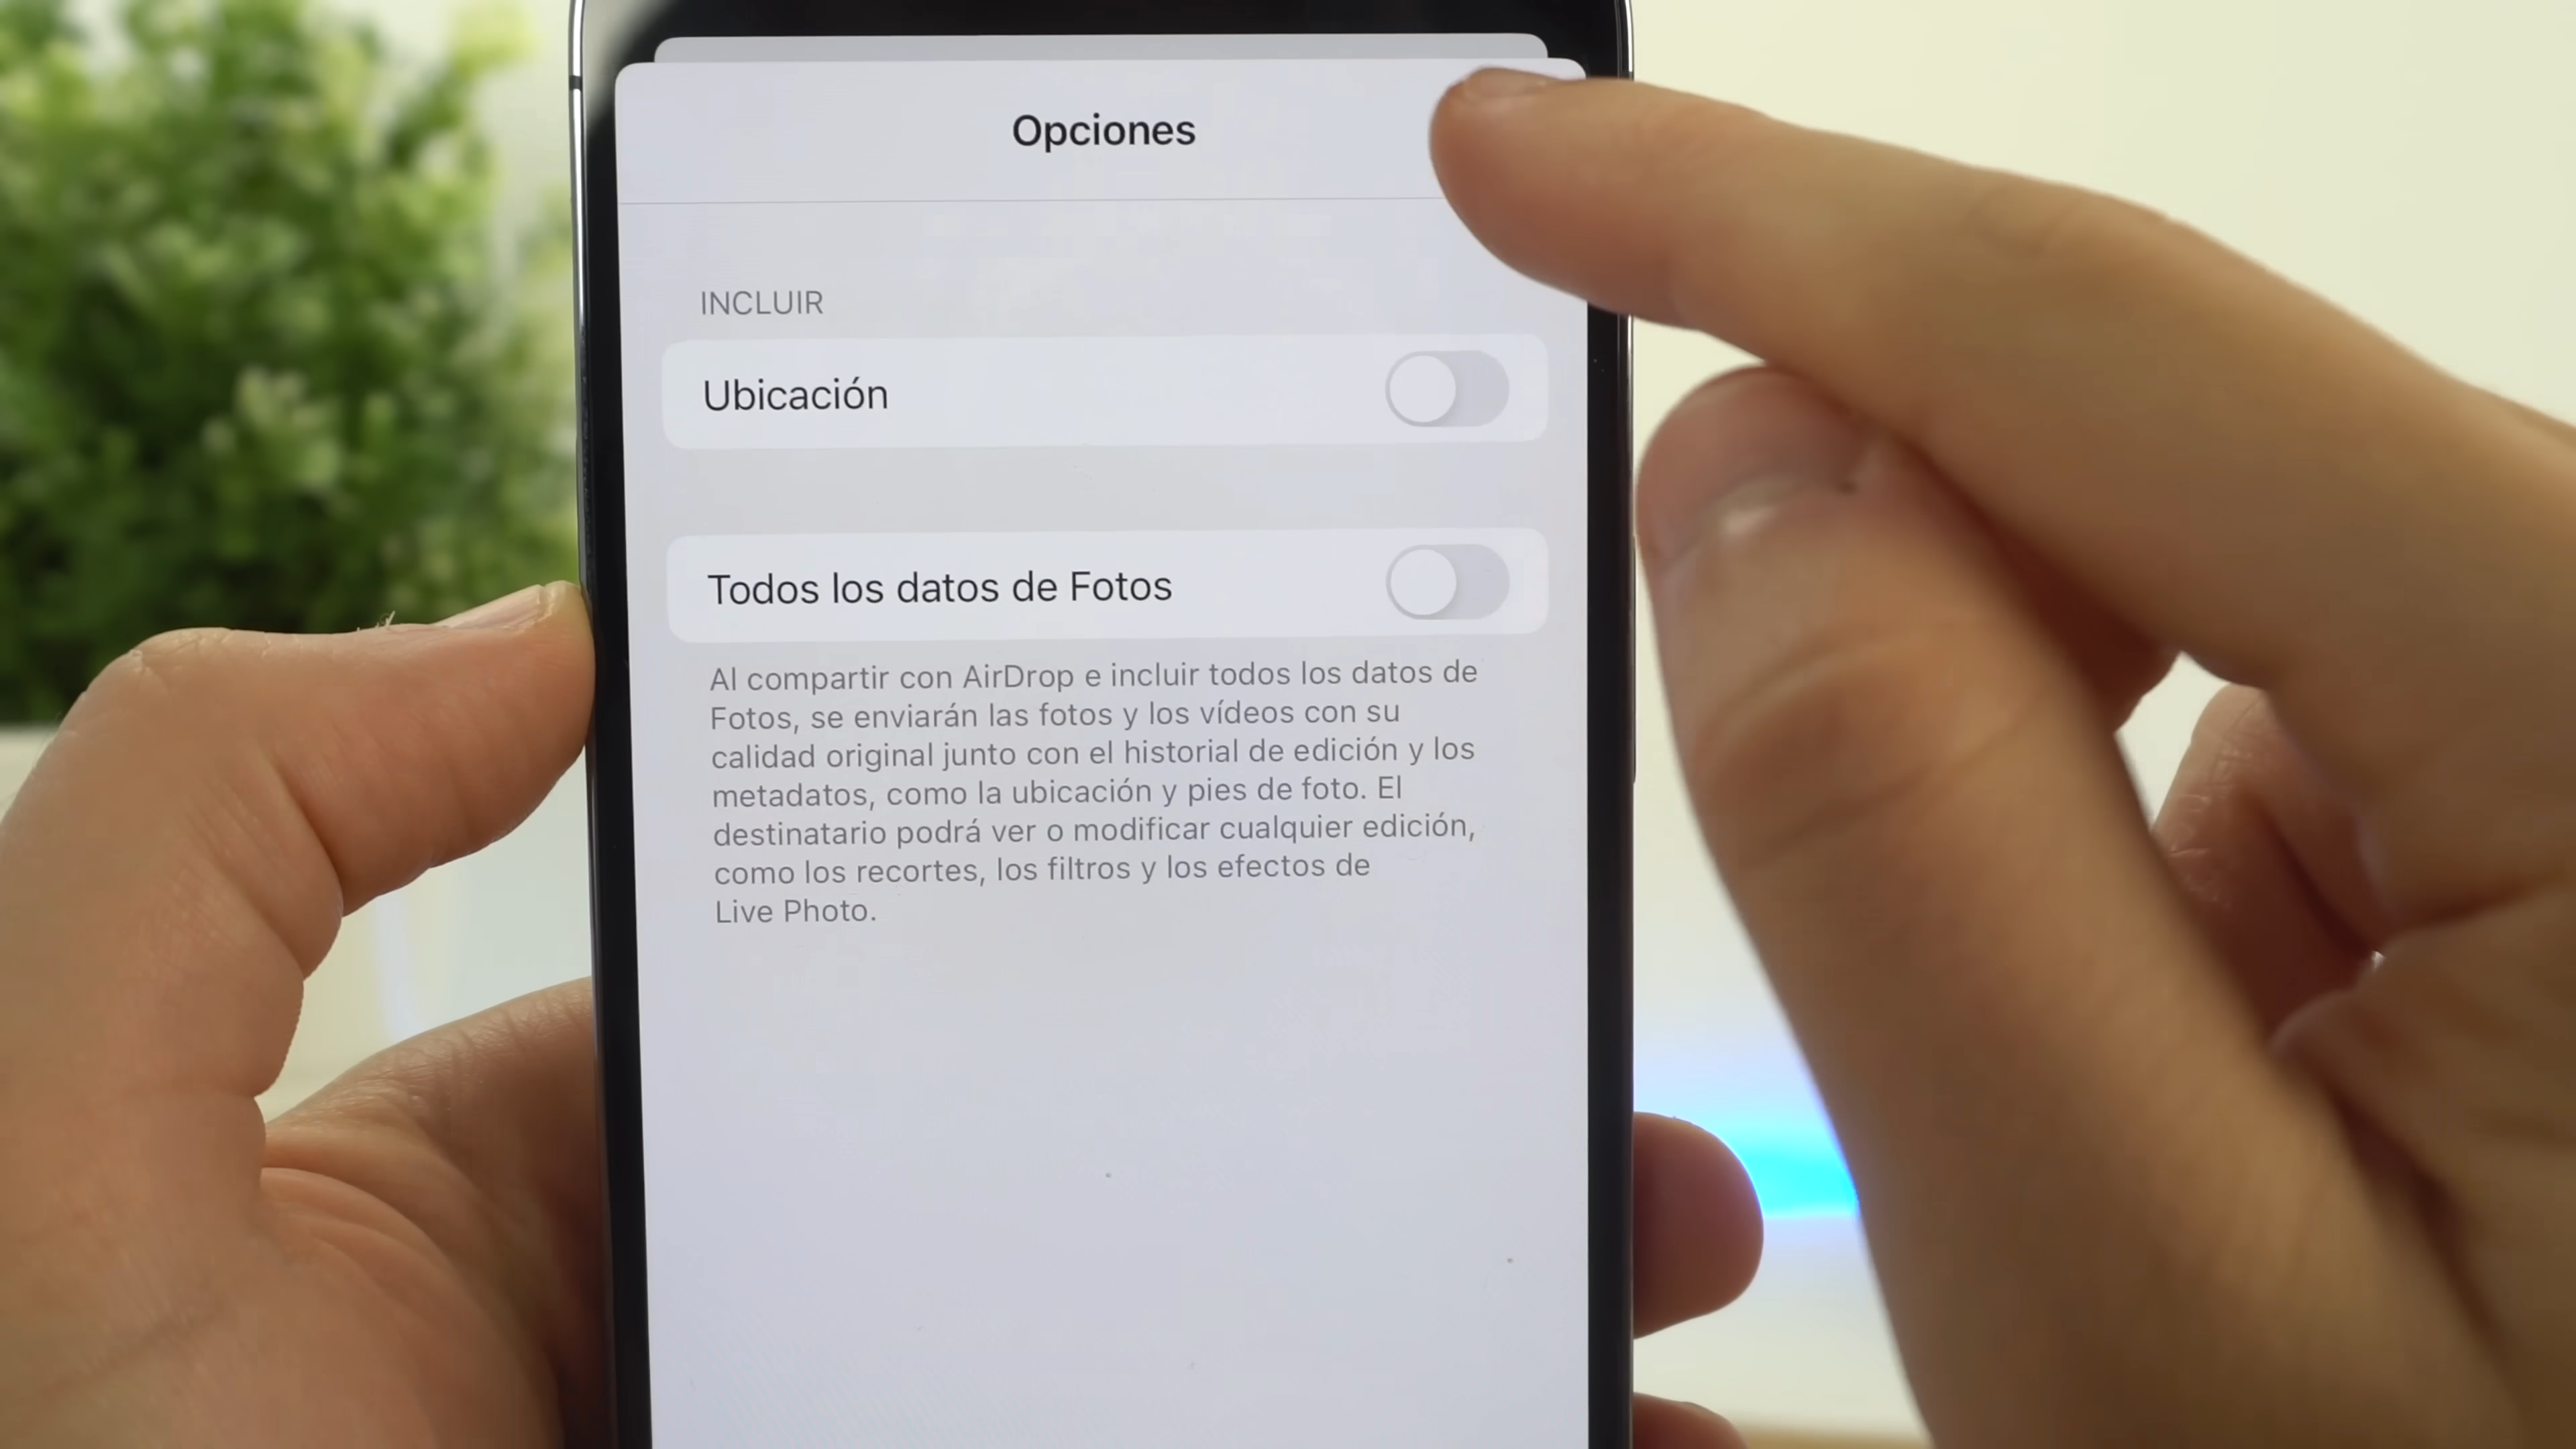 Opciones
INCLUIR
Ubicación
Todos los datos de Fotos
Al compartir con AirDrop e incluir todos los datos de
Fotos, se enviarán las fotos y los vídeos con su
calidad original junto con el historial de edición y los
metadatos, como la ubicación y pies de foto. El
destinatario podrá ver o modificar cualquier edición,
como los recortes, los filtros y los efectos de
Live Photo.